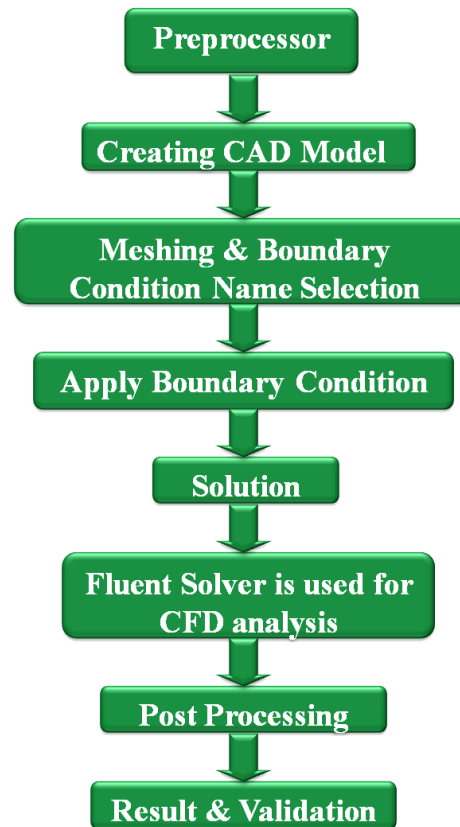 Preprocessor
Creating CAD Model
Meshing & Boundary
Condition Name Selection
Apply Boundary Condition
Solution
Fluent Solver is used for
CFD analysis
Post Processing
Result & Validation